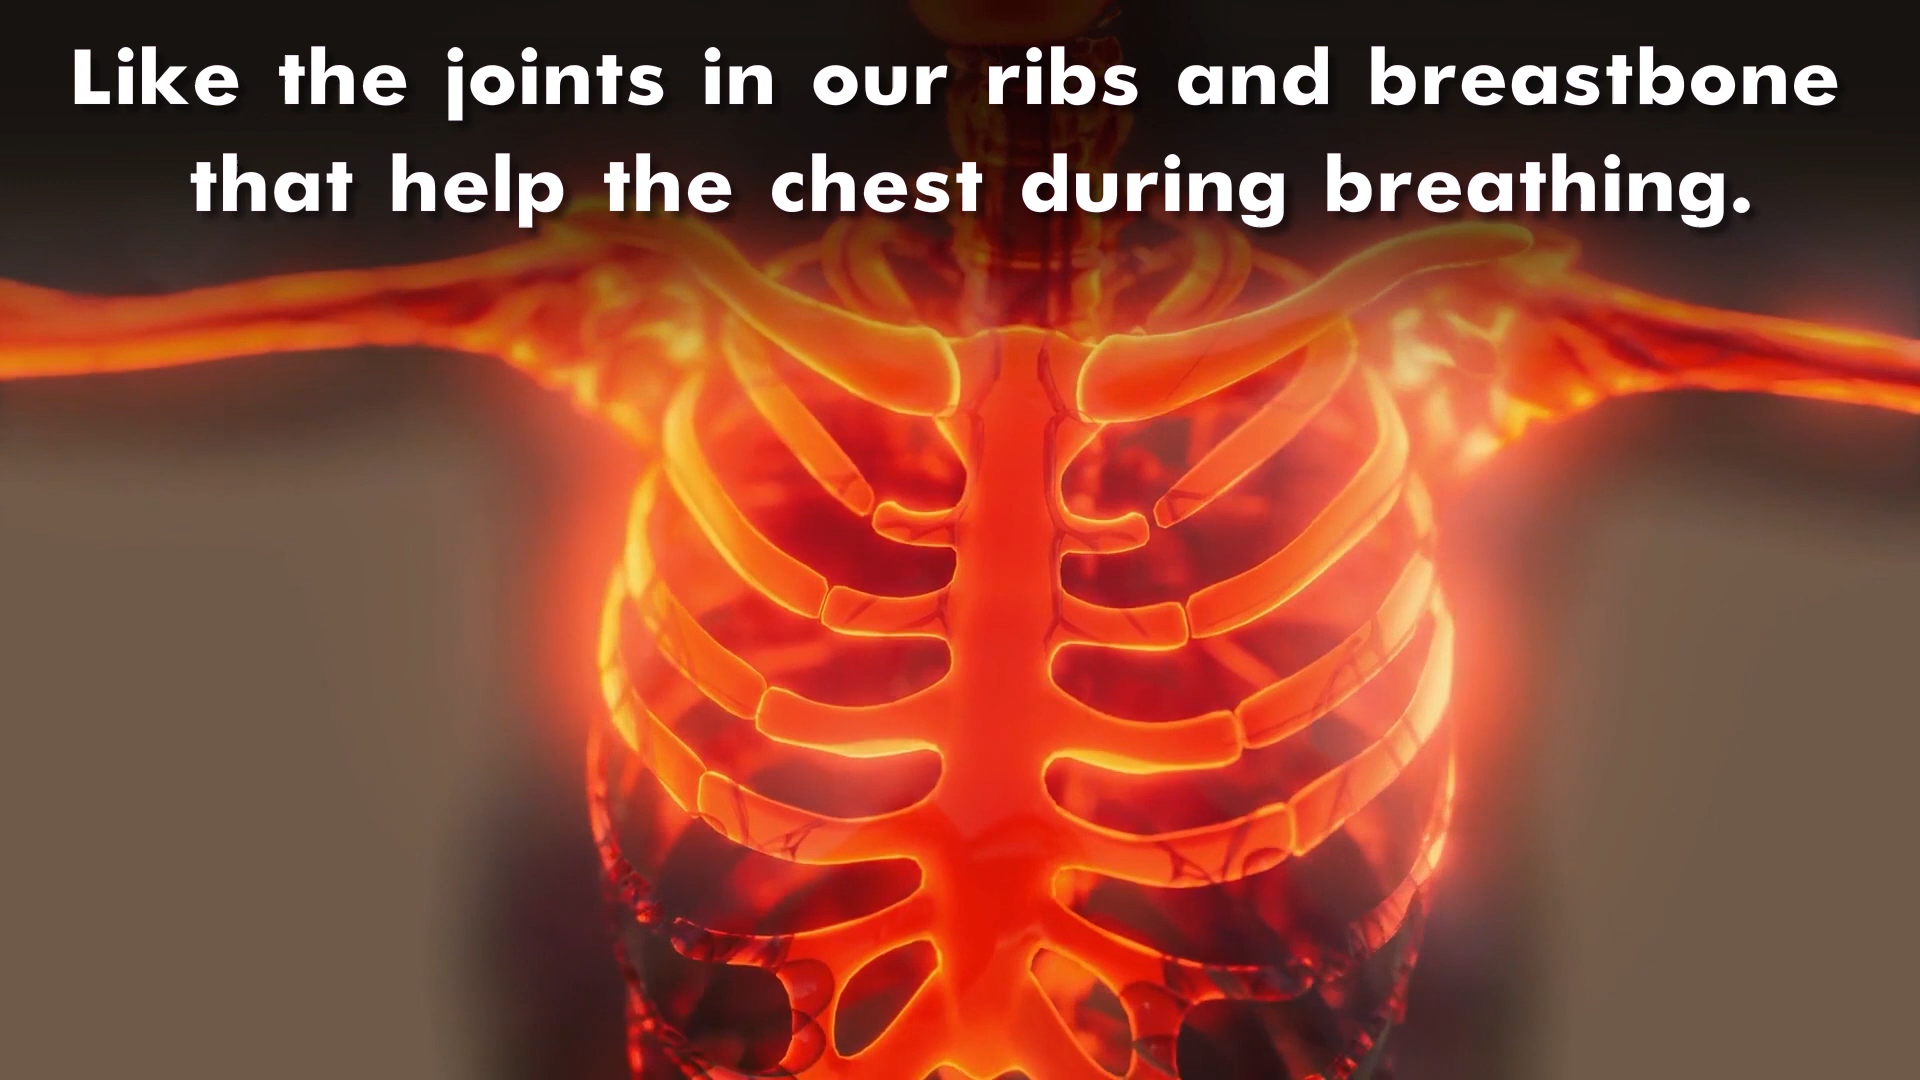 Like the joints in our ribs and breastbone
that help the chest during breathing.